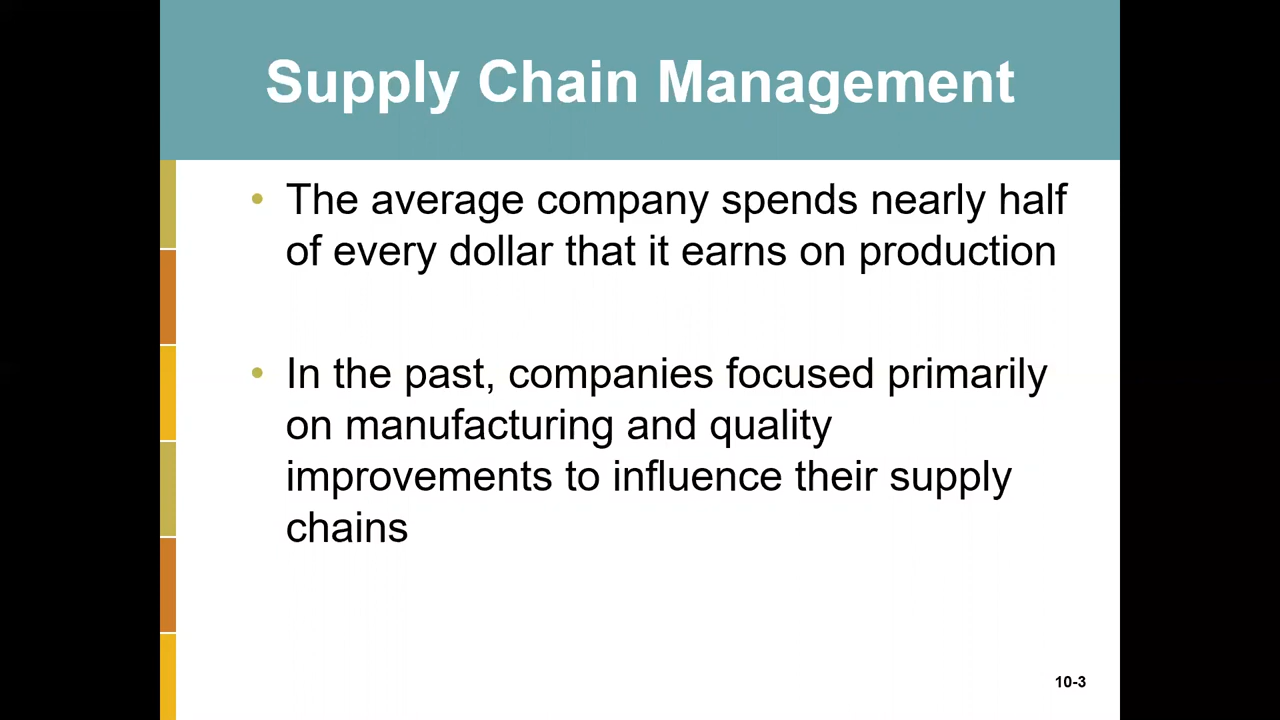 Supply Chain Management
• The average company spends nearly half
of every dollar that it earns on production
• In the past, companies focused primarily
on manufacturing and quality
improvements to influence their supply
chains
10-3